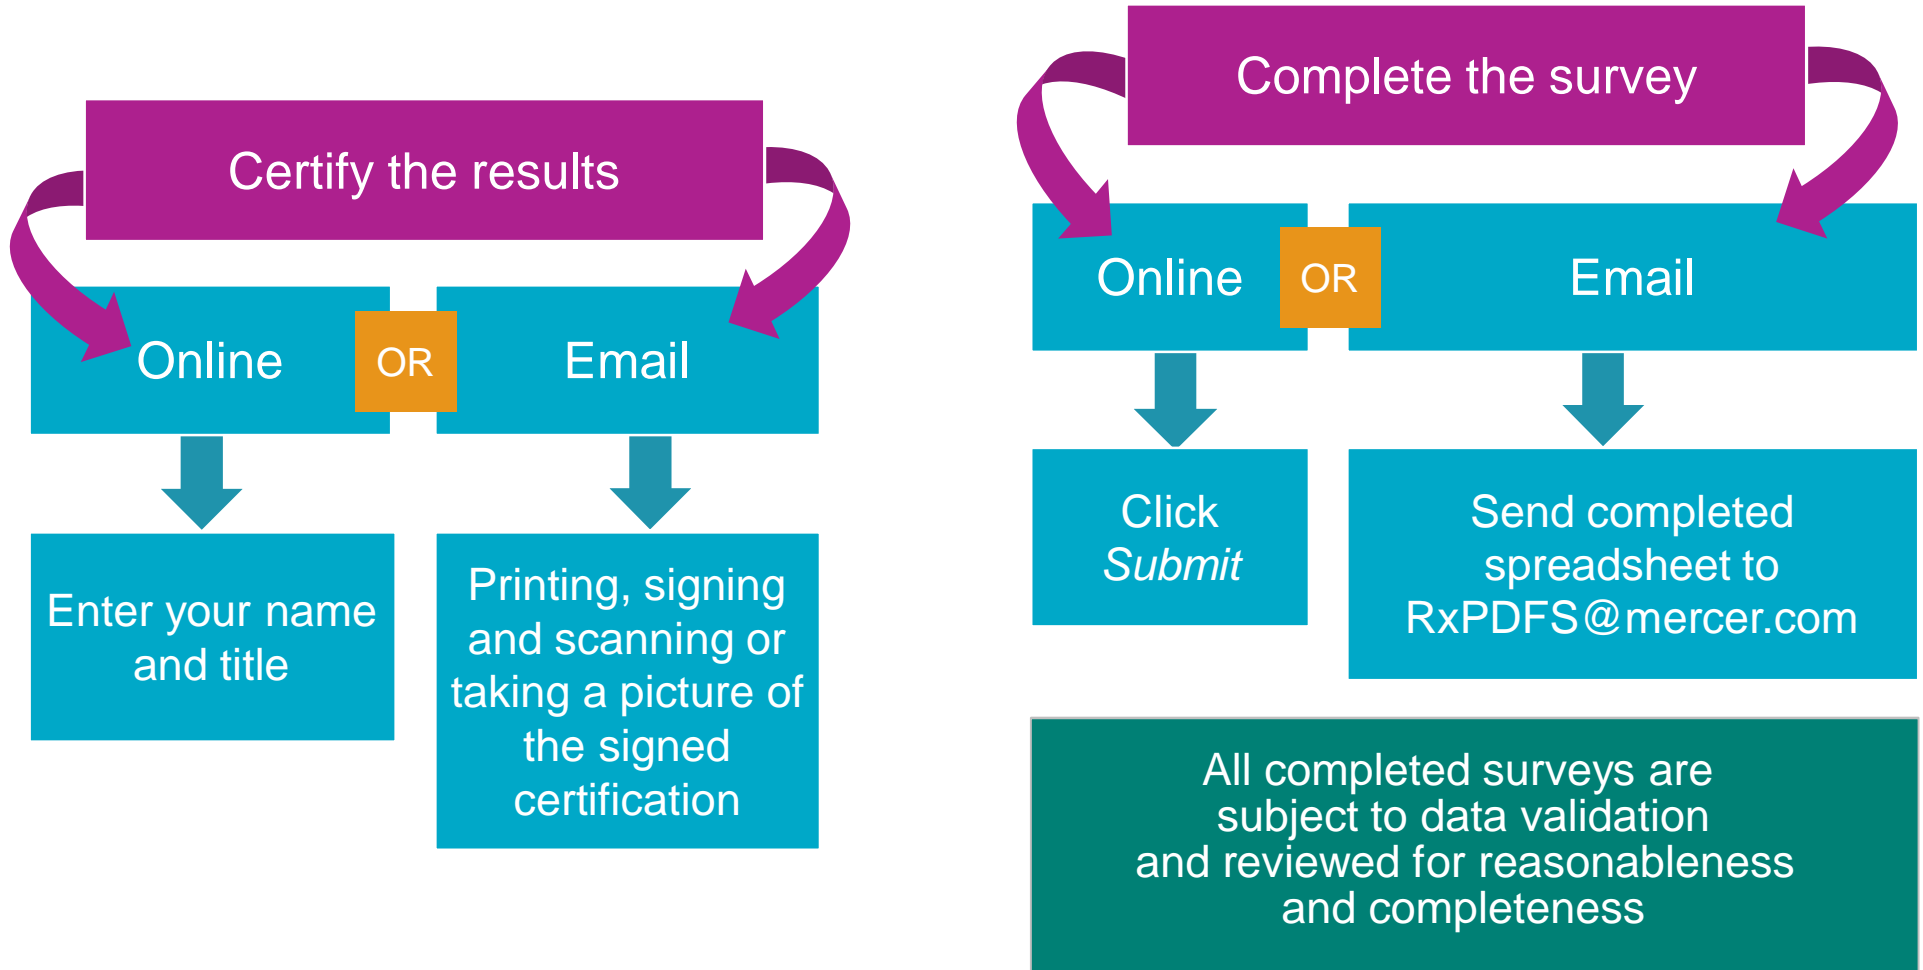 Certify the results
Online
OR
Email
Enter your name
and title
Printing, signing
and scanning or
taking a picture of
the signed
certification
Complete the survey
Online
OR
Email
Click
Submit
Send completed
spreadsheet to
RxPDFS@mercer.com
All completed surveys are
subject to data validation
and reviewed for reasonableness
and completeness